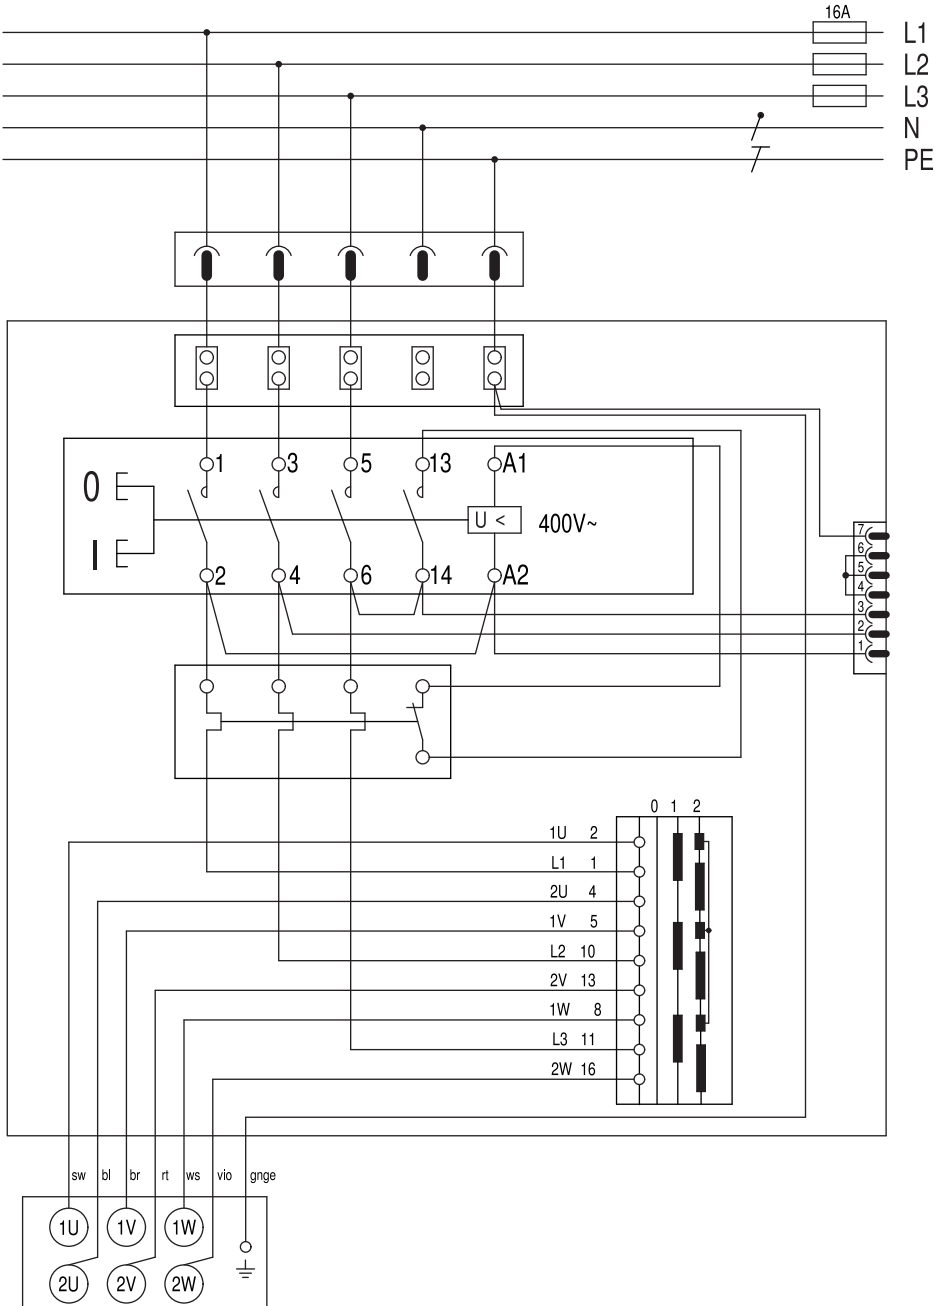 16A
L1
L2
L3
N
PE
1 3 5 13 A1
0
U < 400V~
I
2 4 6 14 A2
7
6
5
4
3
2
1
0 1 2
1U 2
L1 1
2U 4
1V 5
L2 10
2V 13
1W 8
L3 11
2W 16
sw bl br rt ws vio gnge
1U 1V 1W
2U 2V 2W